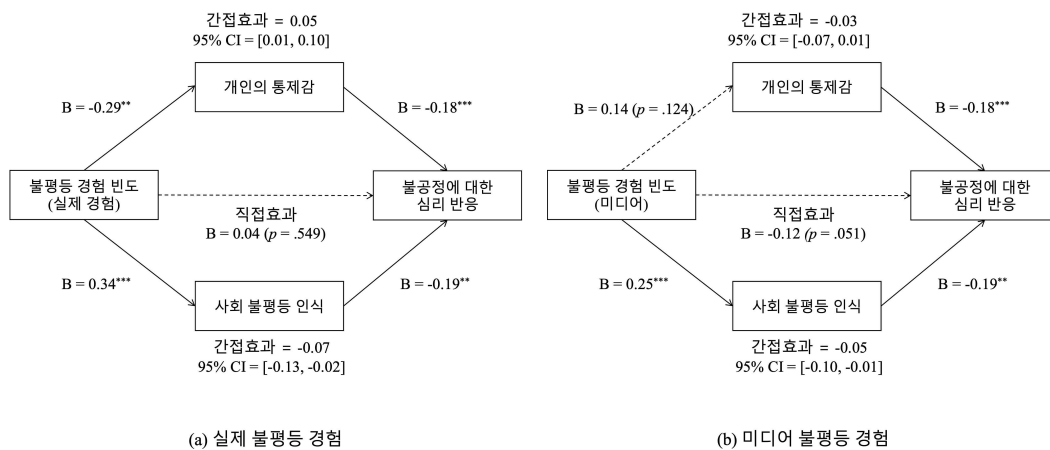 간접효과 = 0.05
95% CI = [0.01, 0.10]
개인의 통제감
B = -0.29**
B = -0.18***
불평등 경험 빈도
(실제 경험)
불공정에 대한
심리 반응
직접효과
B = 0.04 (p = .549)
B = 0.34***
B = -0.19**
사회 불평등 인식
간접효과 = -0.07
95% CI = [-0.13, -0.02]
(a) 실제 불평등 경험
간접효과 = -0.03
95% CI = [-0.07, 0.01]
개인의 통제감
B = 0.14 (p = .124)
B = -0.18***
불평등 경험 빈도
(미디어)
불공정에 대한
심리 반응
직접효과
B = -0.12 (p = .051)
B = 0.25***
B = -0.19**
사회 불평등 인식
간접효과 = -0.05
95% CI = [-0.10, -0.01]
(b) 미디어 불평등 경험